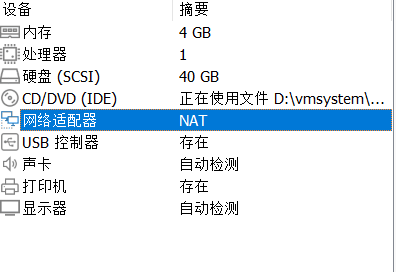 设备 摘要
内存 4 GB
处理器 1
硬盘 (SCSI) 40 GB
CD/DVD (IDE) 正在使用文件 D:\vmsystem\...
网络适配器 NAT
USB 控制器 存在
声卡 自动检测
打印机 存在
显示器 自动检测